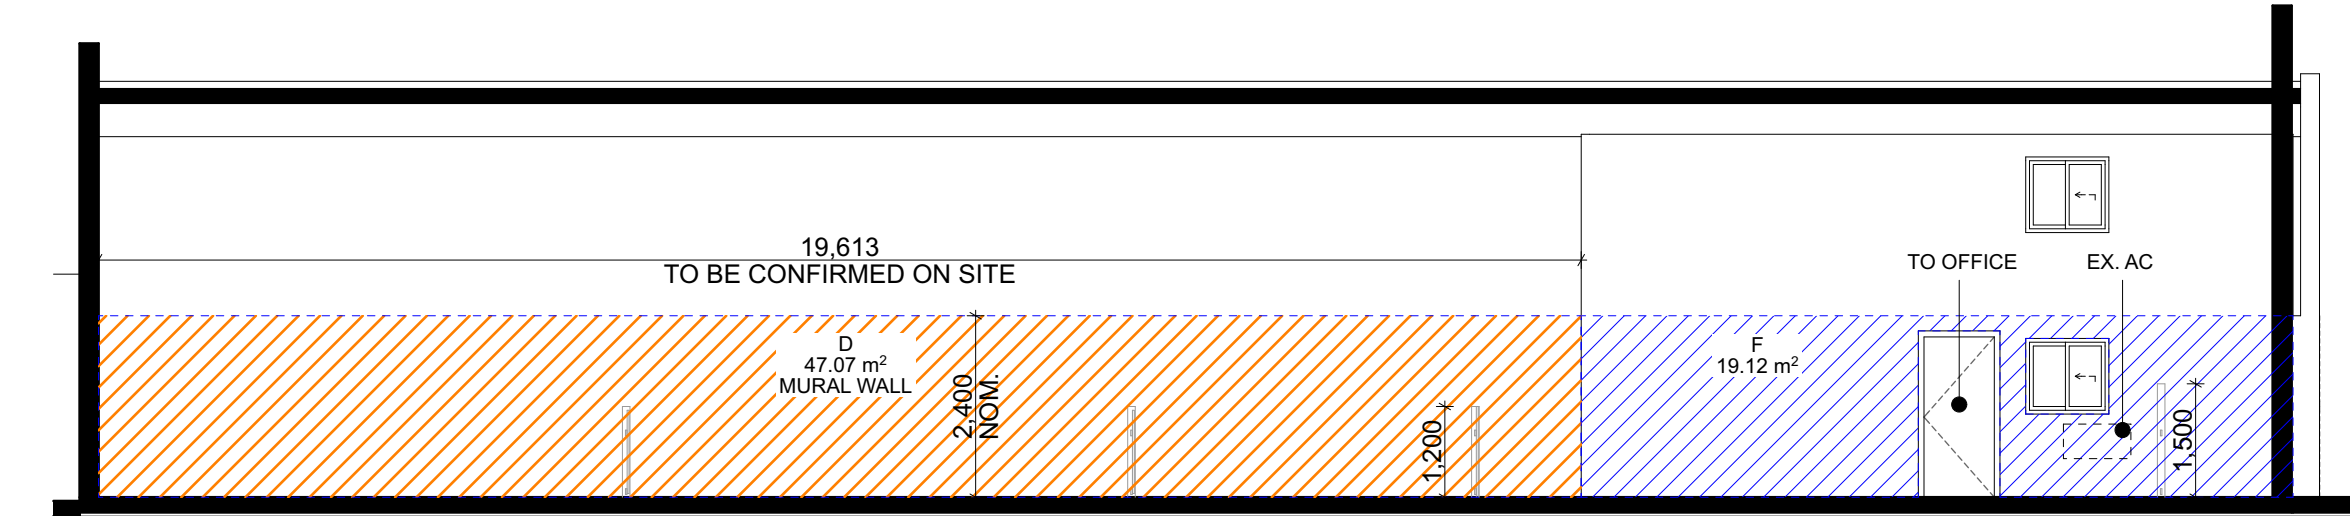 19,613
TO BE CONFIRMED ON SITE
TO OFFICE
EX. AC
D
47.07 m²
MURAL WALL
2,400
NOM.
1,200
F
19.12 m²
1,500